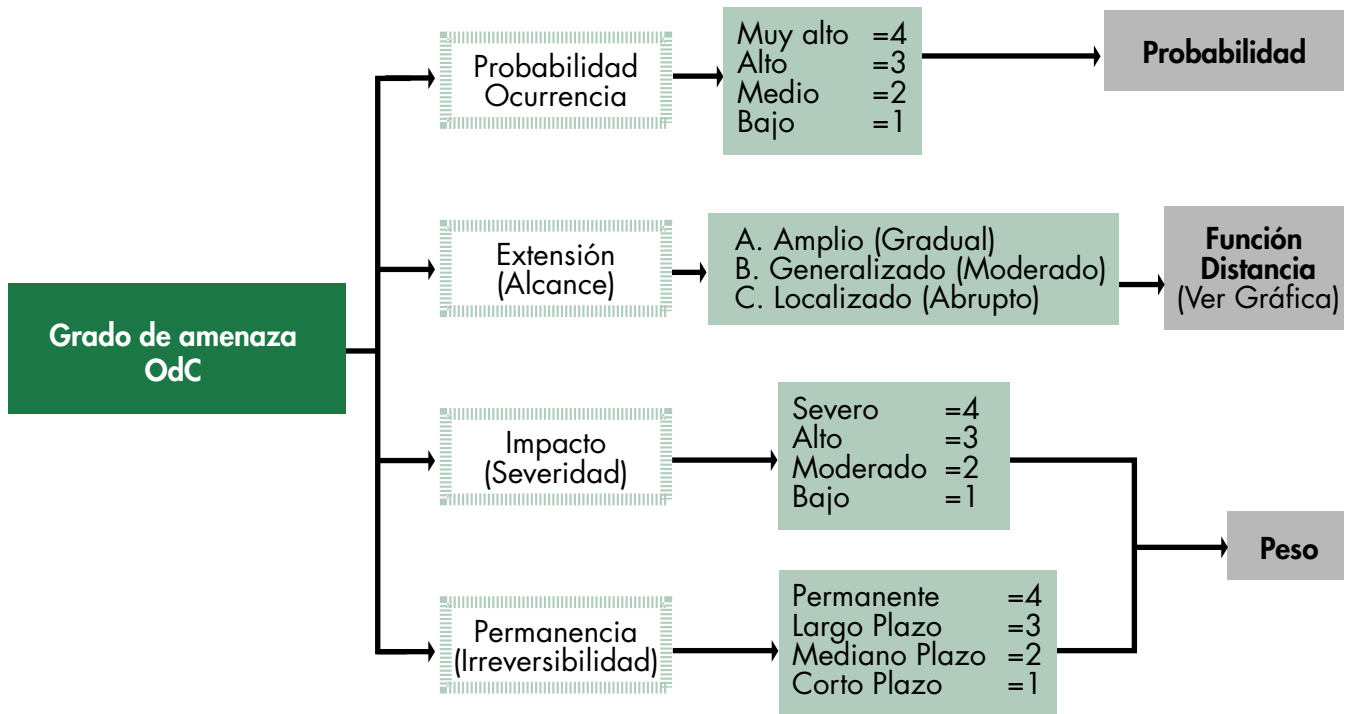 Grado de amenaza
OdC
Probabilidad
Ocurrencia
Muy alto =4
Alto =3
Medio =2
Bajo =1
Probabilidad
Extensión
(Alcance)
A. Amplio (Gradual)
B. Generalizado (Moderado)
C. Localizado (Abrupto)
Función
Distancia
(Ver Gráfica)
Impacto
(Severidad)
Severo =4
Alto =3
Moderado =2
Bajo =1
Permanencia
(Irreversibilidad)
Permanente =4
Largo Plazo =3
Mediano Plazo =2
Corto Plazo =1
Peso